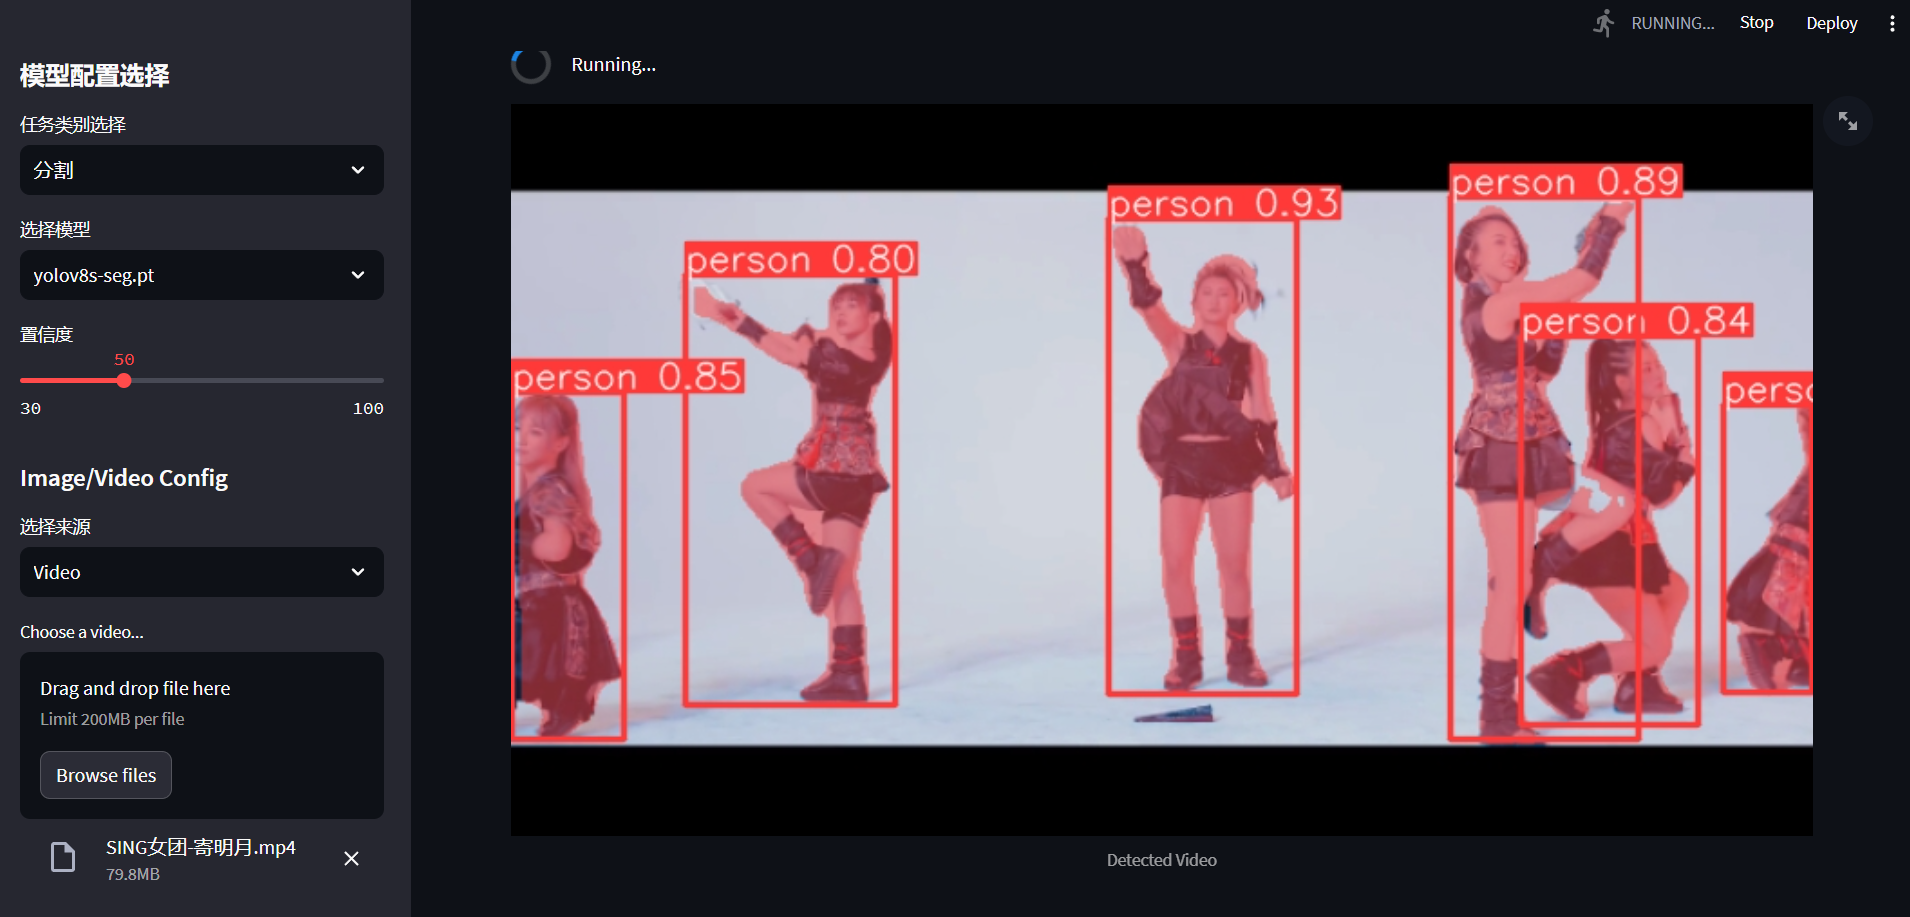 模型配置选择
任务类别选择
分割
选择模型
yolov8s-seg.pt
置信度
50
30 100
Image/Video Config
选择来源
Video
Choose a video...
Drag and drop file here
Limit 200MB per file
Browse files
SING女团-寄明月.mp4
79.8MB
RUNNING... Stop Deploy
Running...
person 0.89
person 0.93
person 0.80
person 0.84
person 0.85
perso
Detected Video